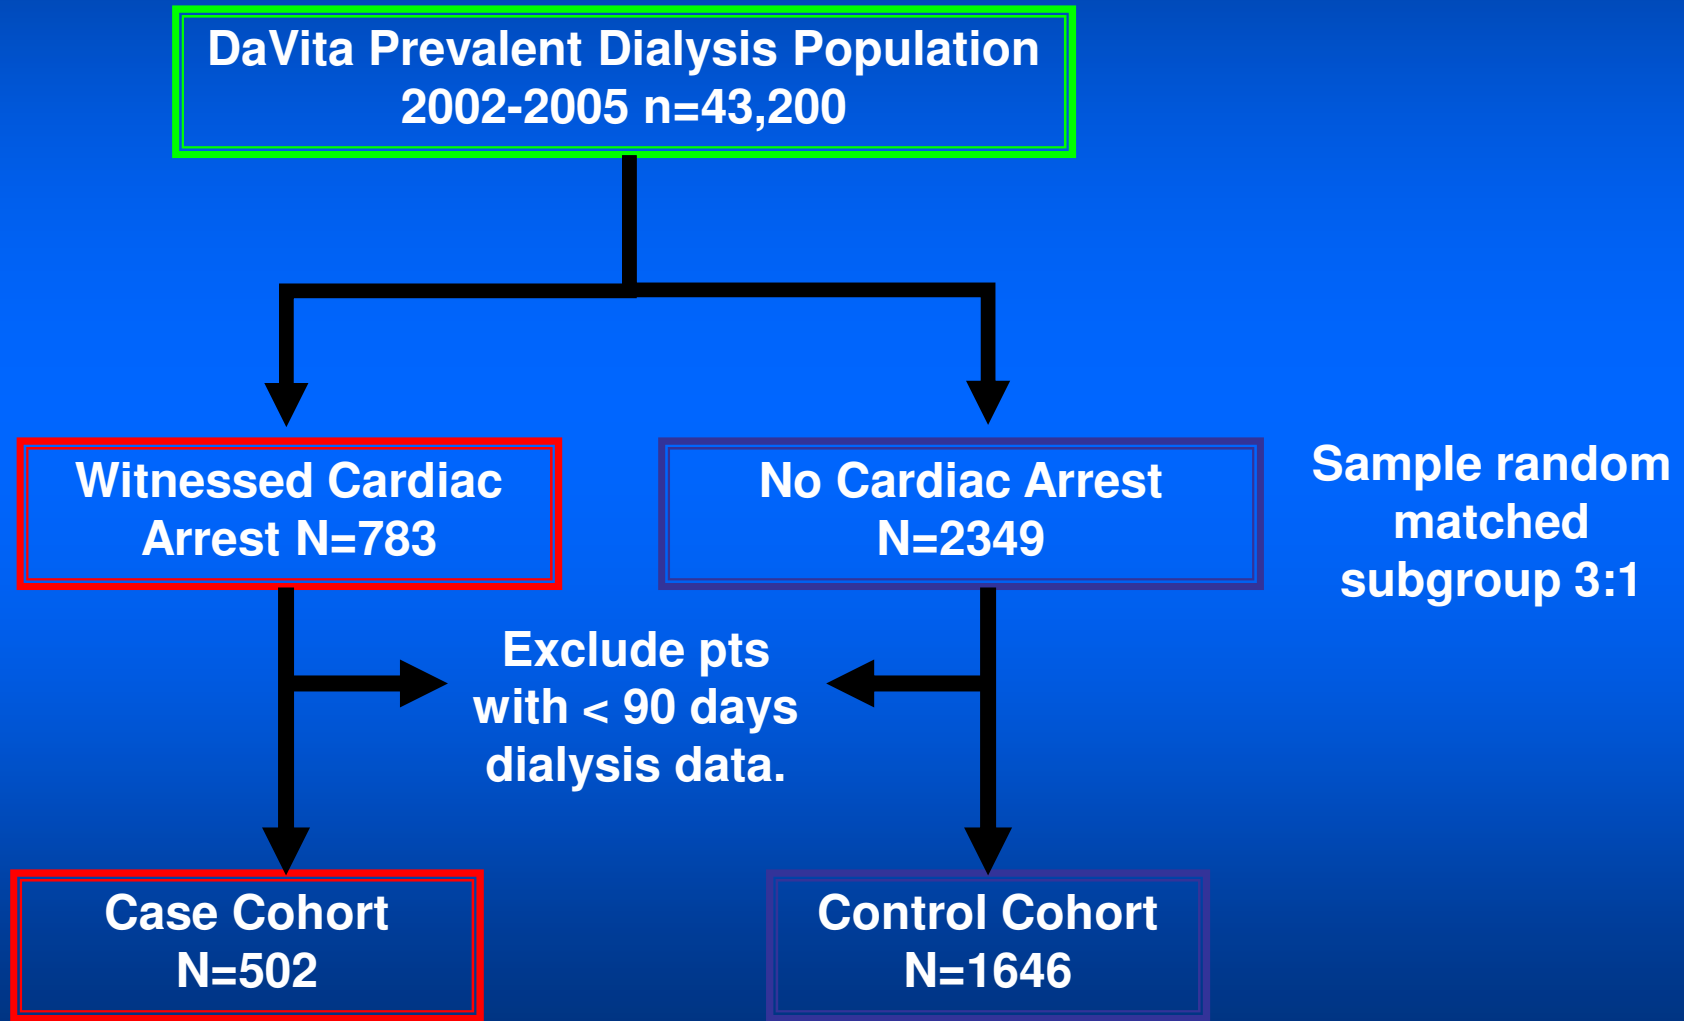 DaVita Prevalent Dialysis Population
2002-2005 n=43,200
Witnessed Cardiac
Arrest N=783
No Cardiac Arrest
N=2349
Sample random
matched
subgroup 3:1
Exclude pts
with < 90 days
dialysis data.
Case Cohort
N=502
Control Cohort
N=1646